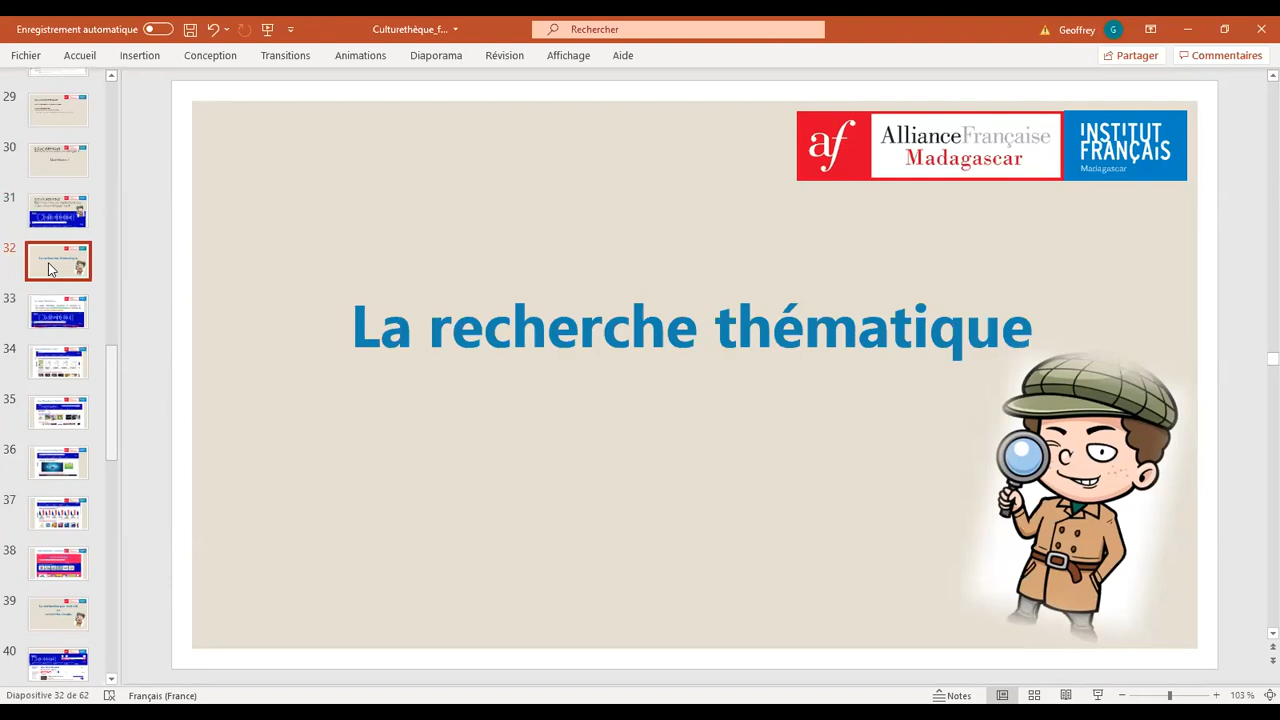 Enregistrement automatique
Culturethèque_f...
Rechercher
Geoffrey
G
Fichier
Accueil
Insertion
Conception
Transitions
Animations
Diaporama
Révision
Affichage
Aide
Partager
Commentaires
29
30
31
32
33
34
35
36
37
38
39
40
af
AllianceFrançaise
Madagascar
INSTITUT
FRANÇAIS
Madagascar
La recherche thématique
Diapositive 32 de 62
Français (France)
Notes
103 %